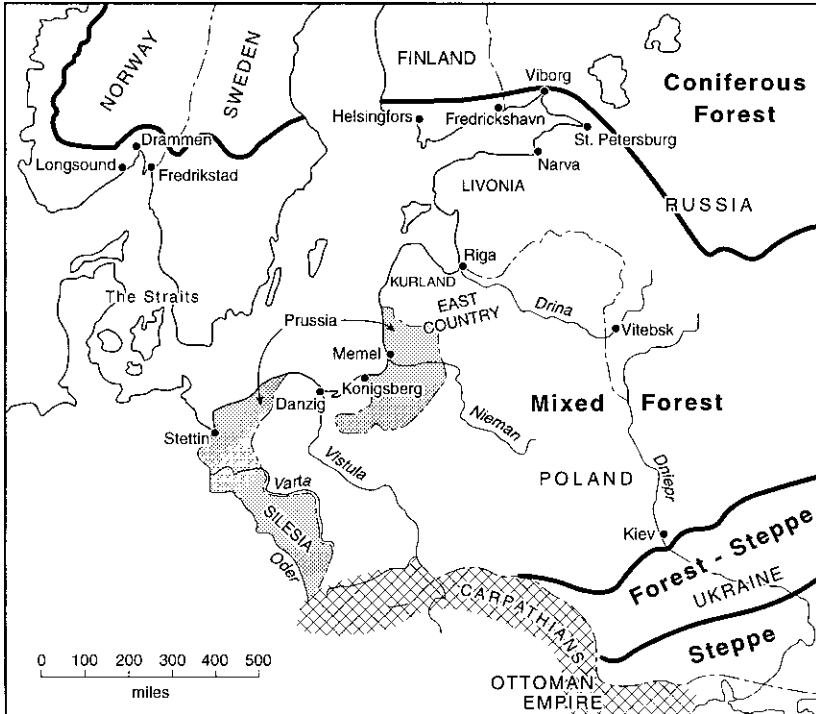 NORWAY
SWEDEN
FINLAND
Viborg
Coniferous
Forest
Helsingfors
Fredrickshavn
St. Petersburg
Drammen
Longsound
Fredrikstad
Narva
LIVONIA
RUSSIA
Riga
KURLAND
The Straits
EAST
COUNTRY
Drina
Prussia
Vitebsk
Memel
Konigsberg
Danzig
Mixed Forest
Nieman
Stettin
Vistula
POLAND
Dniepr
Varta
SILESIA
Oder
Kiev
Forest - Steppe
UKRAINE
CARPATHIANS
Steppe
0 100 200 300 400 500
miles
OTTOMAN
EMPIRE